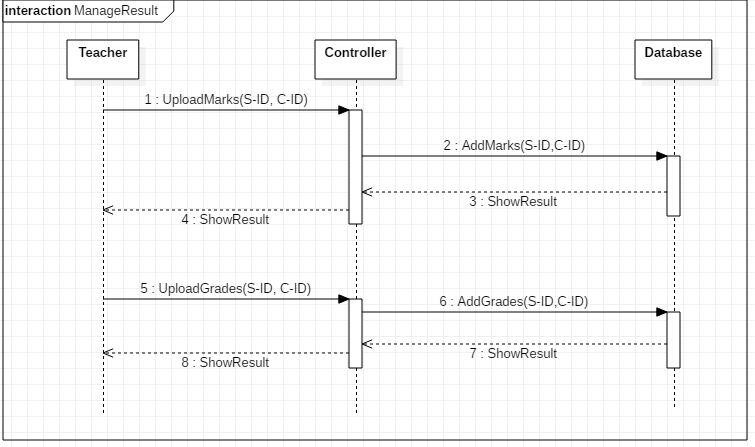 interaction ManageResult
Teacher
Controller
Database
1 : UploadMarks(S-ID, C-ID)
2 : AddMarks(S-ID,C-ID)
3 : ShowResult
4 : ShowResult
5 : UploadGrades(S-ID, C-ID)
6 : AddGrades(S-ID,C-ID)
7 : ShowResult
8 : ShowResult